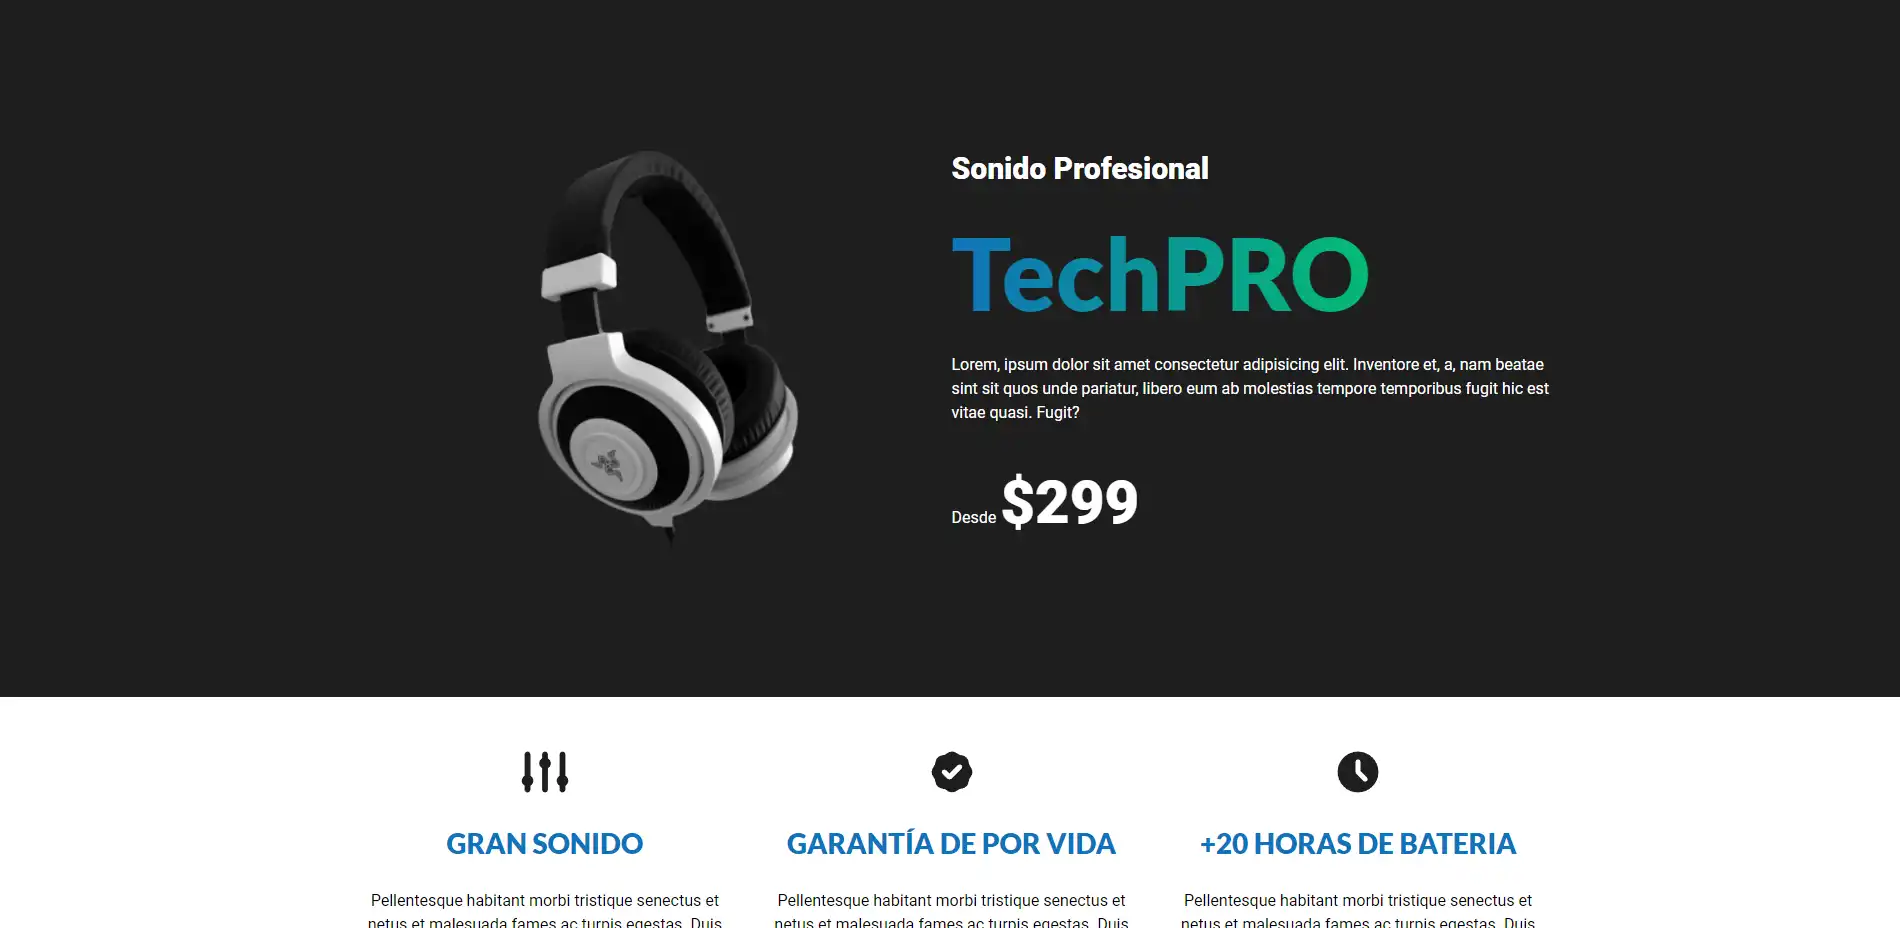 Sonido Profesional
TechPRO
Lorem, ipsum dolor sit amet consectetur adipisicing elit. Inventore et, a, nam beatae
sint sit quos unde pariatur, libero eum ab molestias tempore temporibus fugit hic est
vitae quasi. Fugit?
Desde $299
GRAN SONIDO
Pellentesque habitant morbi tristique senectus et
netus et malesuada fames ac turpis egestas. Duis
GARANTÍA DE POR VIDA
Pellentesque habitant morbi tristique senectus et
netus et malesuada fames ac turpis egestas. Duis
+20 HORAS DE BATERIA
Pellentesque habitant morbi tristique senectus et
netus et malesuada fames ac turpis egestas. Duis